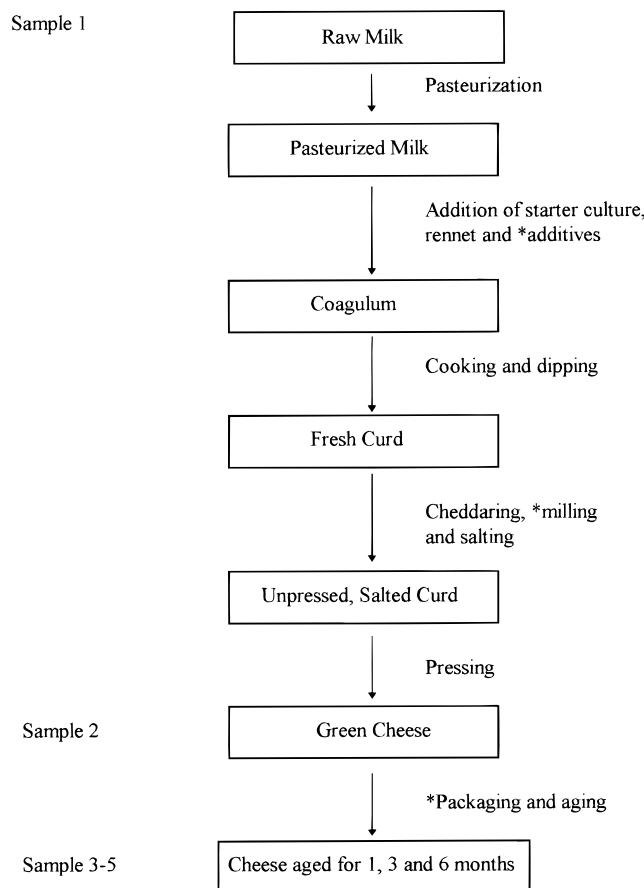 Sample 1
Raw Milk
Pasteurization
Pasteurized Milk
Addition of starter culture,
rennet and *additives
Coagulum
Cooking and dipping
Fresh Curd
Cheddaring, *milling
and salting
Unpressed, Salted Curd
Pressing
Sample 2
Green Cheese
*Packaging and aging
Sample 3-5
Cheese aged for 1, 3 and 6 months